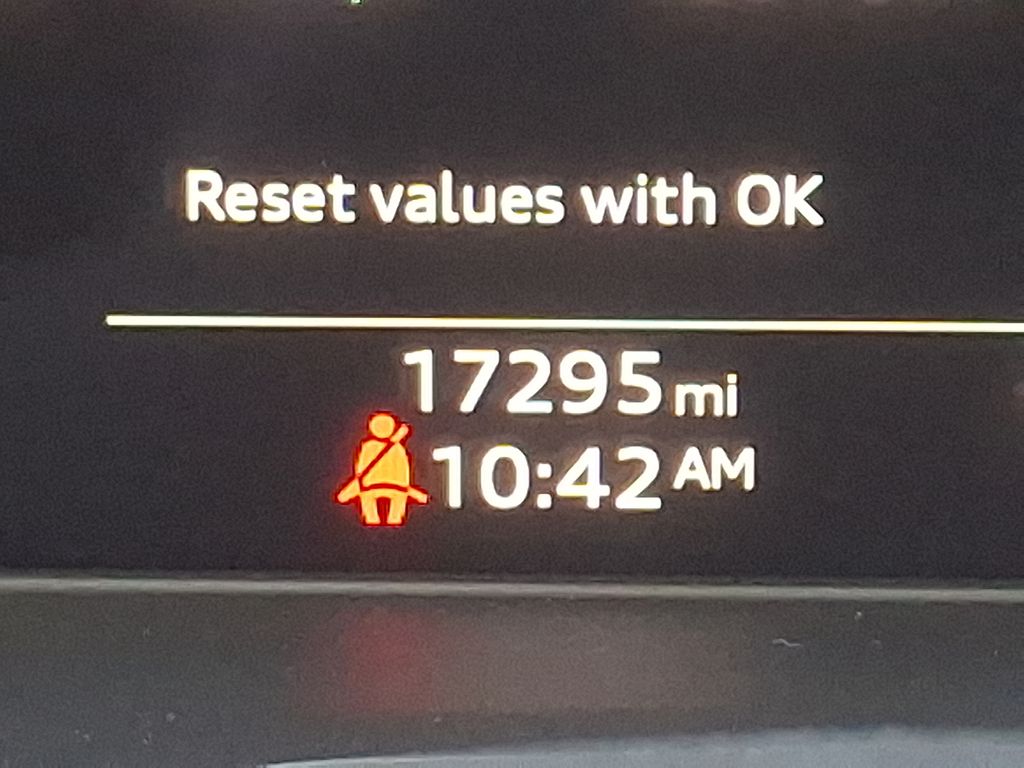 Reset values with OK
17295 mi
10:42 AM